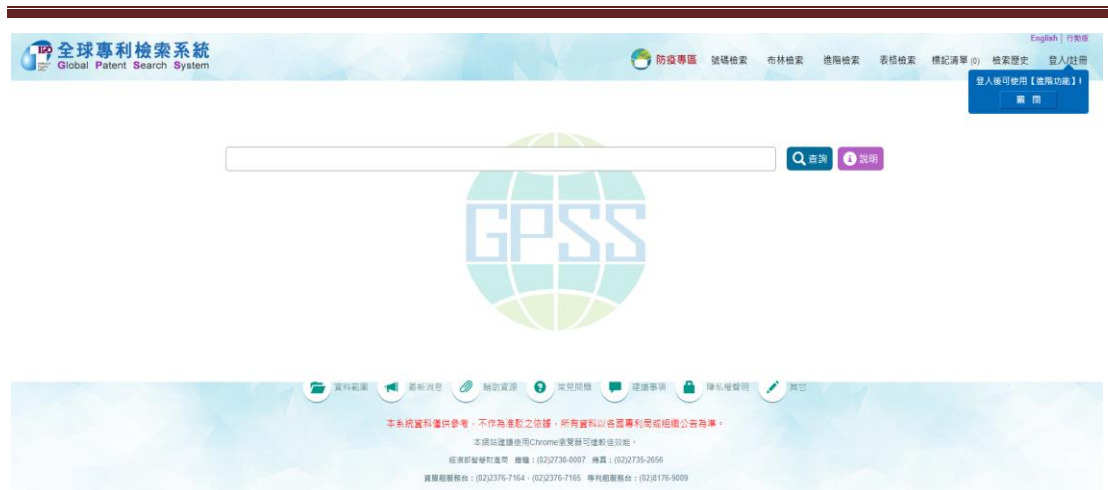 English | 行動版
TIPO 全球專利檢索系統
Global Patent Search System
防疫專區 號碼檢索 布林檢索 進階檢索 表格檢索 標記清單 (0) 檢索歷史 登入/註冊
登入後可使用【進階功能】!
關 閉
查詢 說明
GPSS
資料範圍 最新消息 輔助資源 常見問題 建議事項 隱私權聲明 其它
本系統資料僅供參考,不作為准駁之依據,所有資料以各國專利局或組織公告為準。
本網站建議使用Chrome瀏覽器可達較佳效能。
經濟部智慧財產局 總機:(02)2738-0007 傳真:(02)2735-2656
資服組服務台:(02)2376-7164、(02)2376-7165 專利組服務台:(02)8176-9009